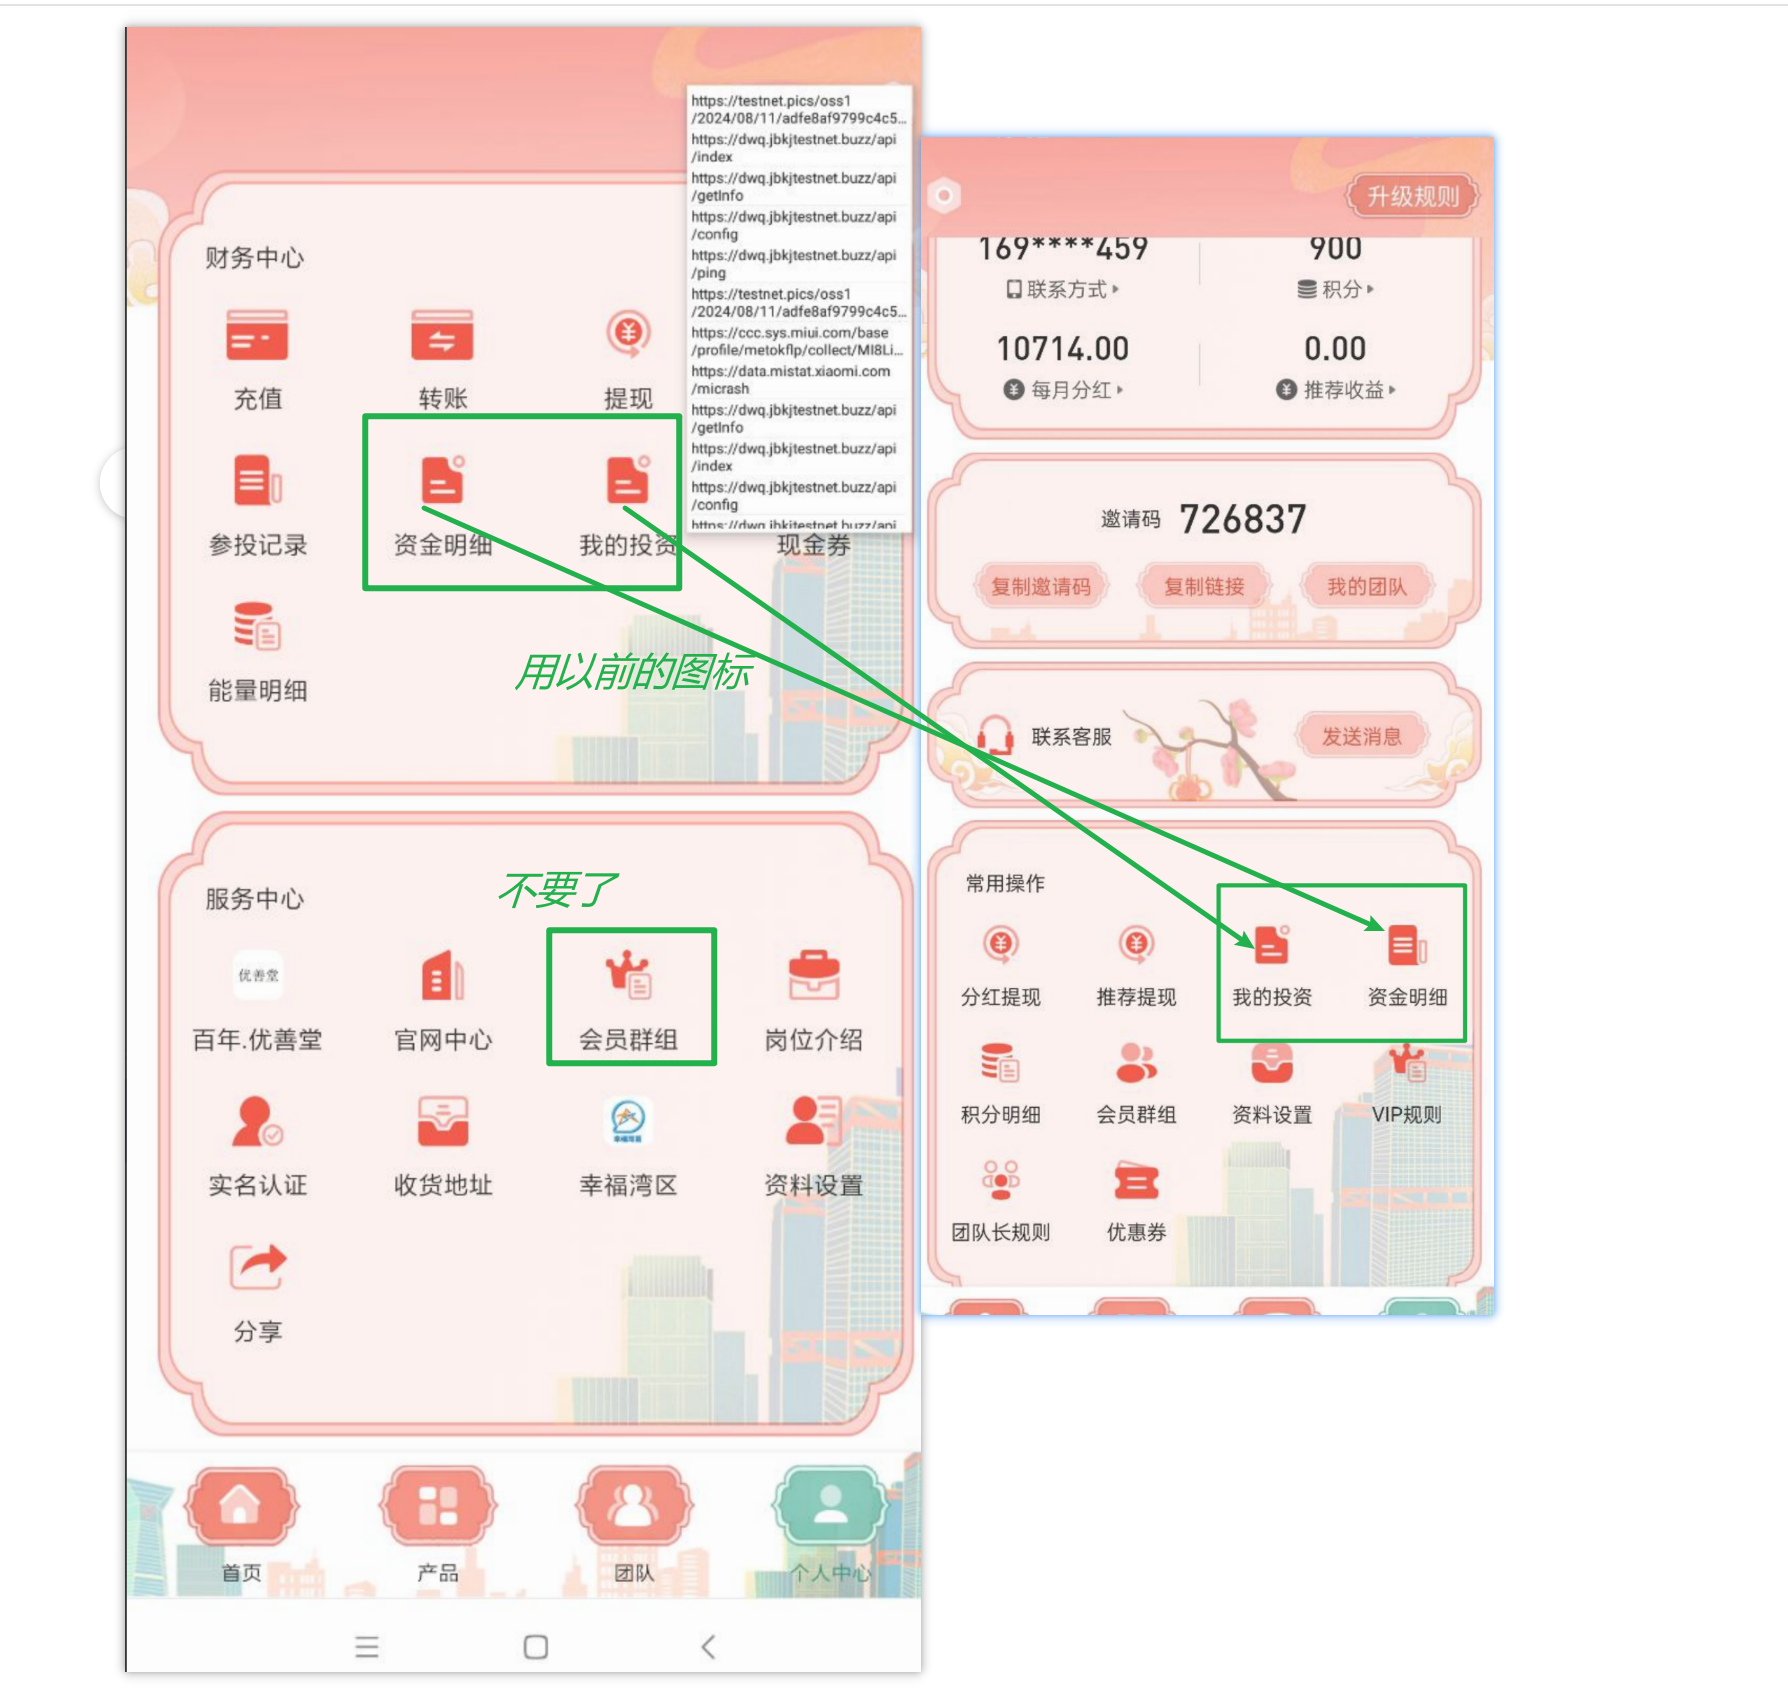 https://testnet.pics/oss1
/2024/08/11/adfe8af9799c4c5...
https://dwq.jbkjtestnet.buzz/api
/index
https://dwq.jbkjtestnet.buzz/api
/getInfo
https://dwq.jbkjtestnet.buzz/api
/config
https://dwq.jbkjtestnet.buzz/api
/ping
https://testnet.pics/oss1
/2024/08/11/adfe8af9799c4c5...
https://ccc.sys.miui.com/base
/profile/metokflp/collect/MI8Li...
https://data.mistat.xiaomi.com
/micrash
https://dwq.jbkjtestnet.buzz/api
/getInfo
https://dwq.jbkjtestnet.buzz/api
/index
https://dwq.jbkjtestnet.buzz/api
/config
https://dwq.jbkjtestnet.buzz/api
财务中心
充值 转账 提现
参投记录 资金明细 我的投资 现金券
能量明细
用以前的图标
服务中心
不要了
优善堂
百年.优善堂 官网中心 会员群组 岗位介绍
实名认证 收货地址 幸福湾区 资料设置
分享
首页 产品 团队 个人中心
升级规则
169****459 900
联系方式 积分
10714.00 0.00
每月分红 推荐收益
邀请码 726837
复制邀请码 复制链接 我的团队
联系客服 发送消息
常用操作
分红提现 推荐提现 我的投资 资金明细
积分明细 会员群组 资料设置 VIP规则
团队长规则 优惠券